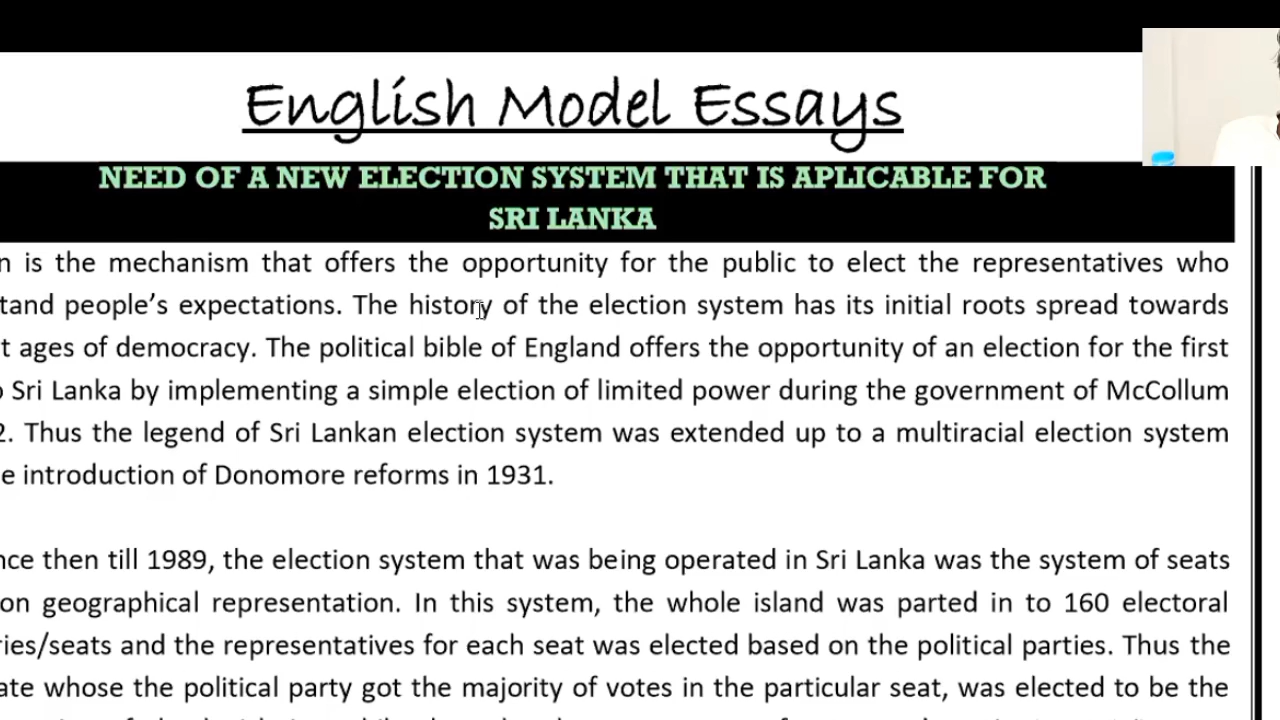 English Model Essays
NEED OF A NEW ELECTION SYSTEM THAT IS APLICABLE FOR
SRI LANKA
n is the mechanism that offers the opportunity for the public to elect the representatives who
tand people's expectations. The history of the election system has its initial roots spread towards
t ages of democracy. The political bible of England offers the opportunity of an election for the first
Sri Lanka by implementing a simple election of limited power during the government of McCollum
2. Thus the legend of Sri Lankan election system was extended up to a multiracial election system
e introduction of Donomore reforms in 1931.
nce then till 1989, the election system that was being operated in Sri Lanka was the system of seats
on geographical representation. In this system, the whole island was parted in to 160 electoral
ries/seats and the representatives for each seat was elected based on the political parties. Thus the
ate whose the political party got the majority of votes in the particular seat, was elected to be the